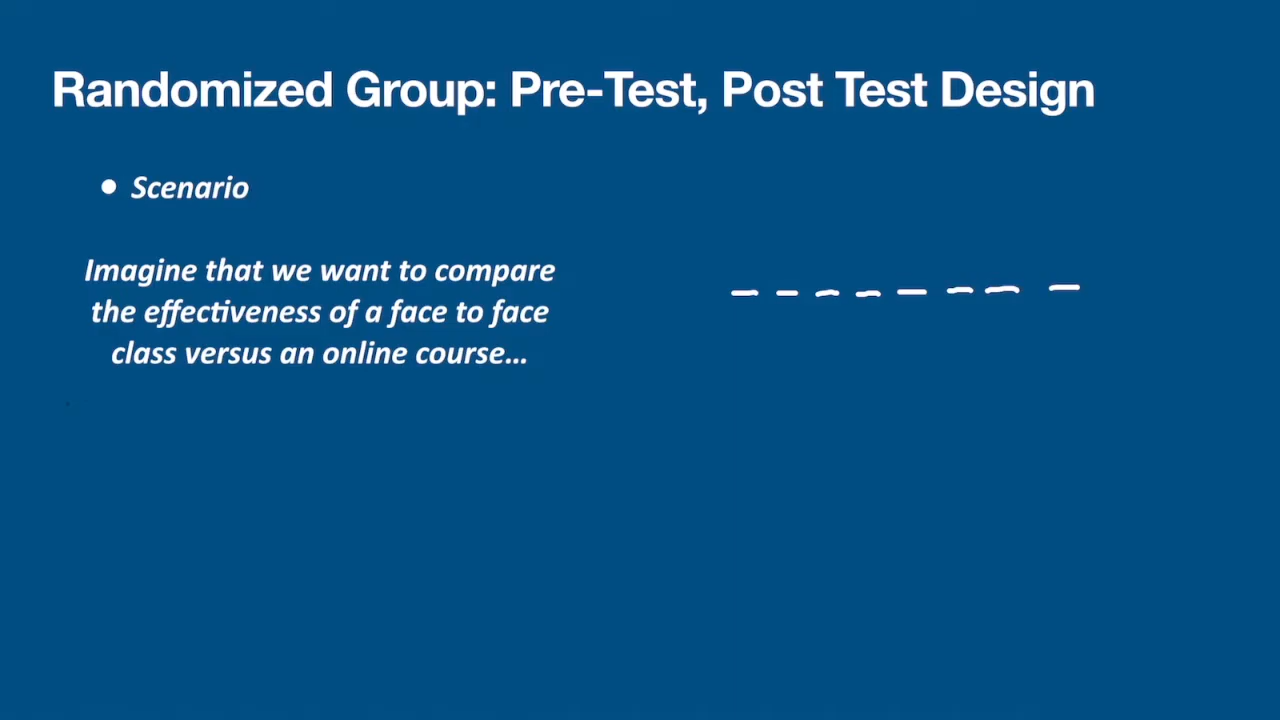 Randomized Group: Pre-Test, Post Test Design
Scenario
Imagine that we want to compare
the effectiveness of a face to face
class versus an online course…